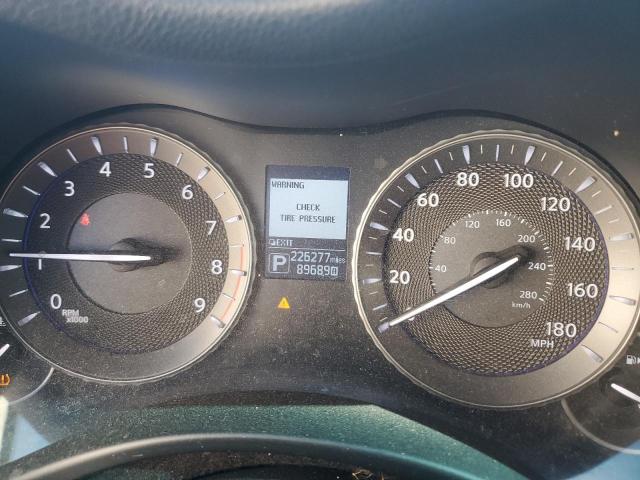 0 1 2 3 4 5 6 7 8 9
RPM
x1000
WARNING
CHECK
TIRE PRESSURE
EXIT
P 226277 miles
89689
20 40 60 80 100 120 140 160 180
MPH
40 80 120 160 200 240 280
km/h